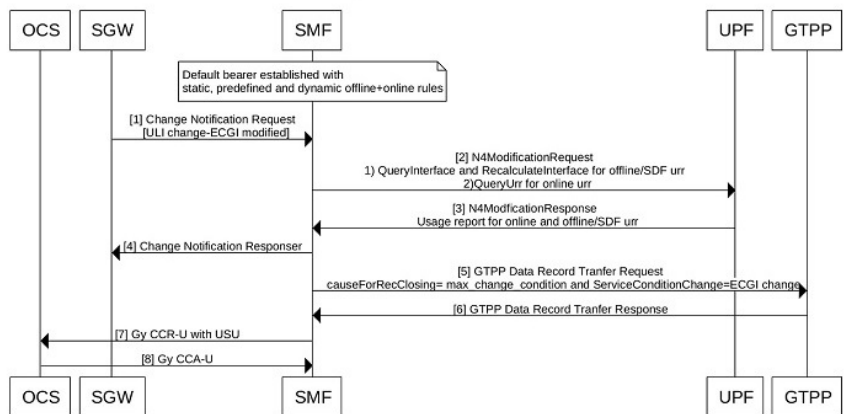 OCS SGW SMF UPF GTPP
Default bearer established with
static, predefined and dynamic offline+online rules
[1] Change Notification Request
[ULI change-ECGI modified]
[2] N4ModificationRequest
1) QueryInterface and RecalculateInterface for offline/SDF urr
2)QueryUrr for online urr
[3] N4ModficationResponse
Usage report for online and offline/SDF urr
[4] Change Notification Responser
[5] GTPP Data Record Tranfer Request
causeForRecClosing= max_change_condition and ServiceConditionChange=ECGI change
[6] GTPP Data Record Tranfer Response
[7] Gy CCR-U with USU
[8] Gy CCA-U
OCS SGW SMF UPF GTPP